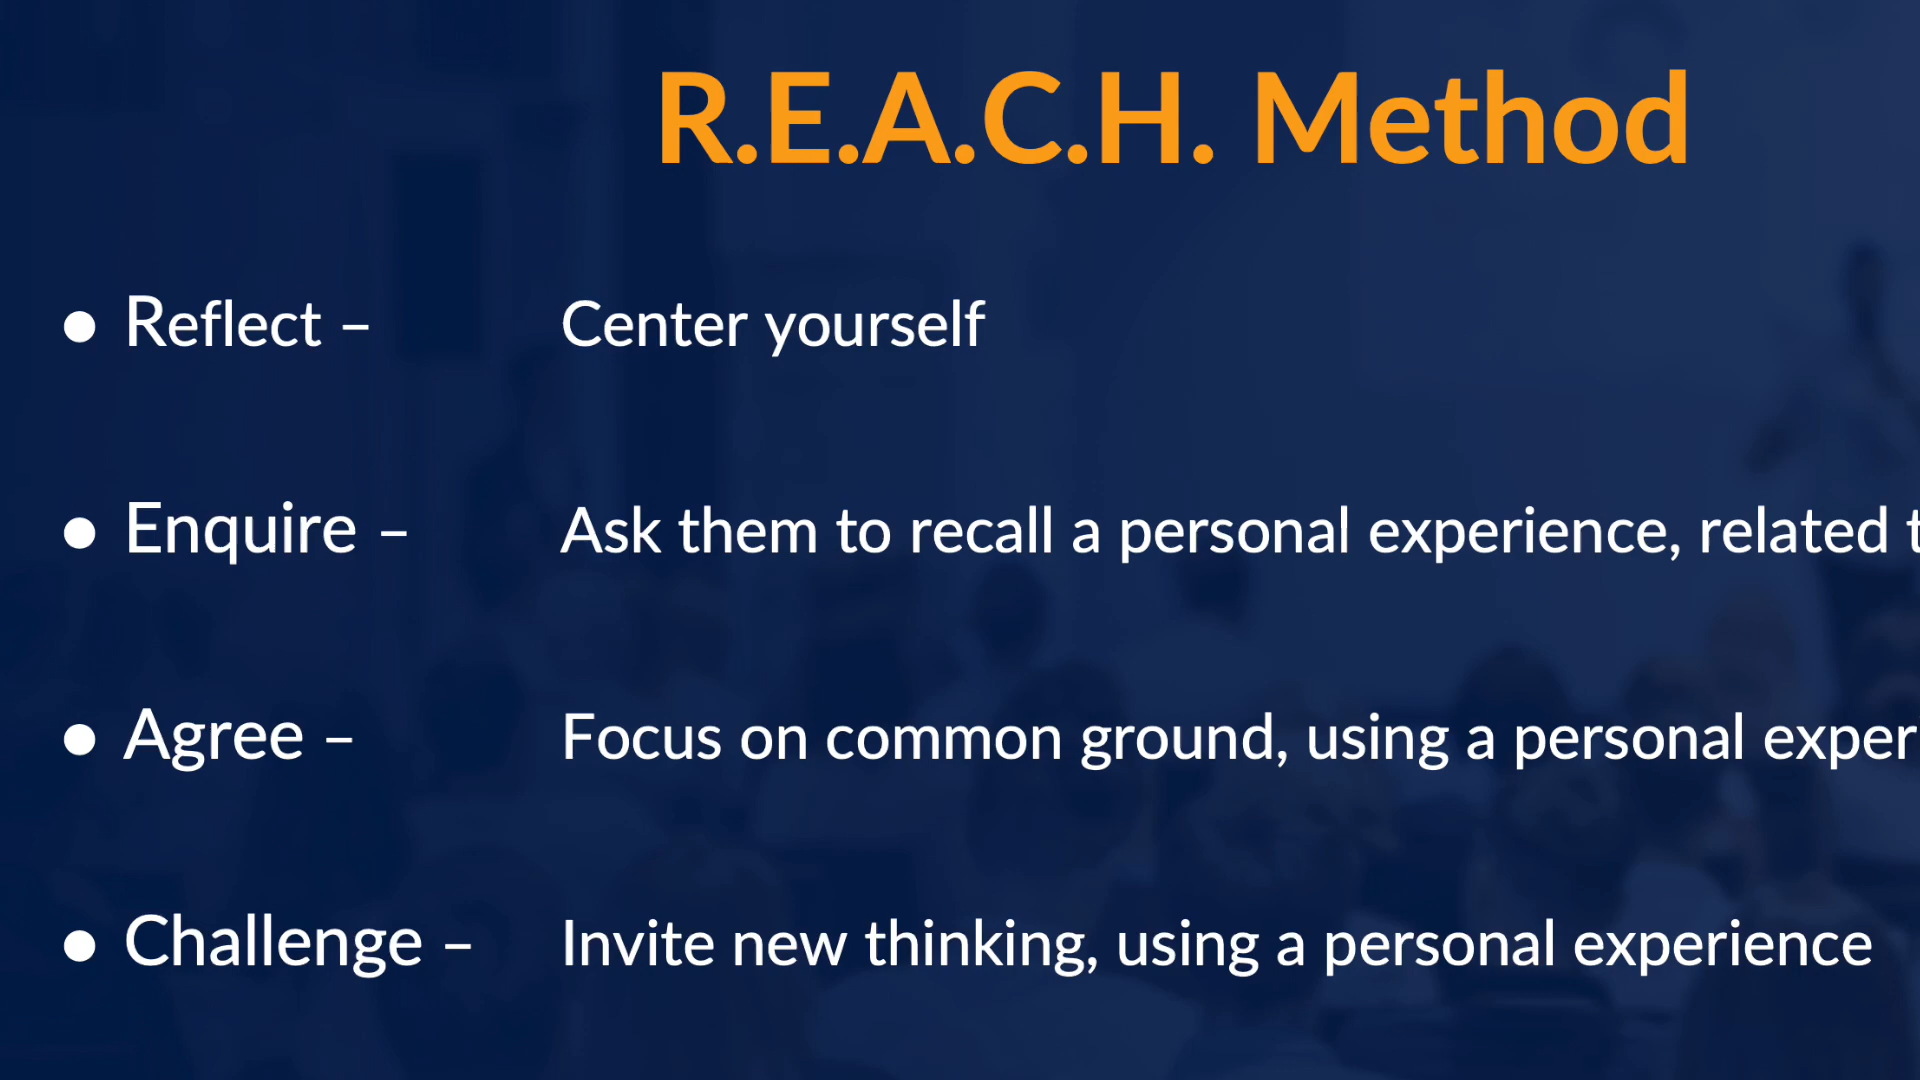 R.E.A.C.H. Method
● Reflect – Center yourself
● Enquire – Ask them to recall a personal experience, related
● Agree – Focus on common ground, using a personal
● Challenge – Invite new thinking, using a personal experience